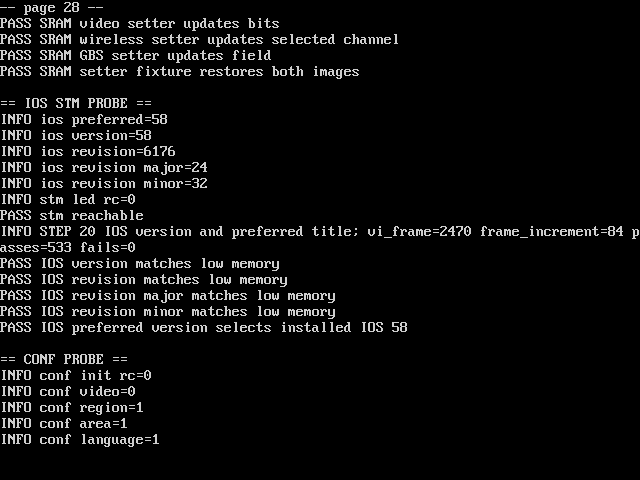 -- page 28 --
PASS SRAM video setter updates bits
PASS SRAM wireless setter updates selected channel
PASS SRAM GBS setter updates field
PASS SRAM setter fixture restores both images
== IOS STM PROBE ==
INFO ios preferred=58
INFO ios version=58
INFO ios revision=6176
INFO ios revision major=24
INFO ios revision minor=32
INFO stm led rc=0
PASS stm reachable
INFO STEP 20 IOS version and preferred title; vi_frame=2470 frame_increment=84 p
asses=533 fails=0
PASS IOS version matches low memory
PASS IOS revision matches low memory
PASS IOS revision major matches low memory
PASS IOS revision minor matches low memory
PASS IOS preferred version selects installed IOS 58
== CONF PROBE ==
INFO conf init rc=0
INFO conf video=0
INFO conf region=1
INFO conf area=1
INFO conf language=1